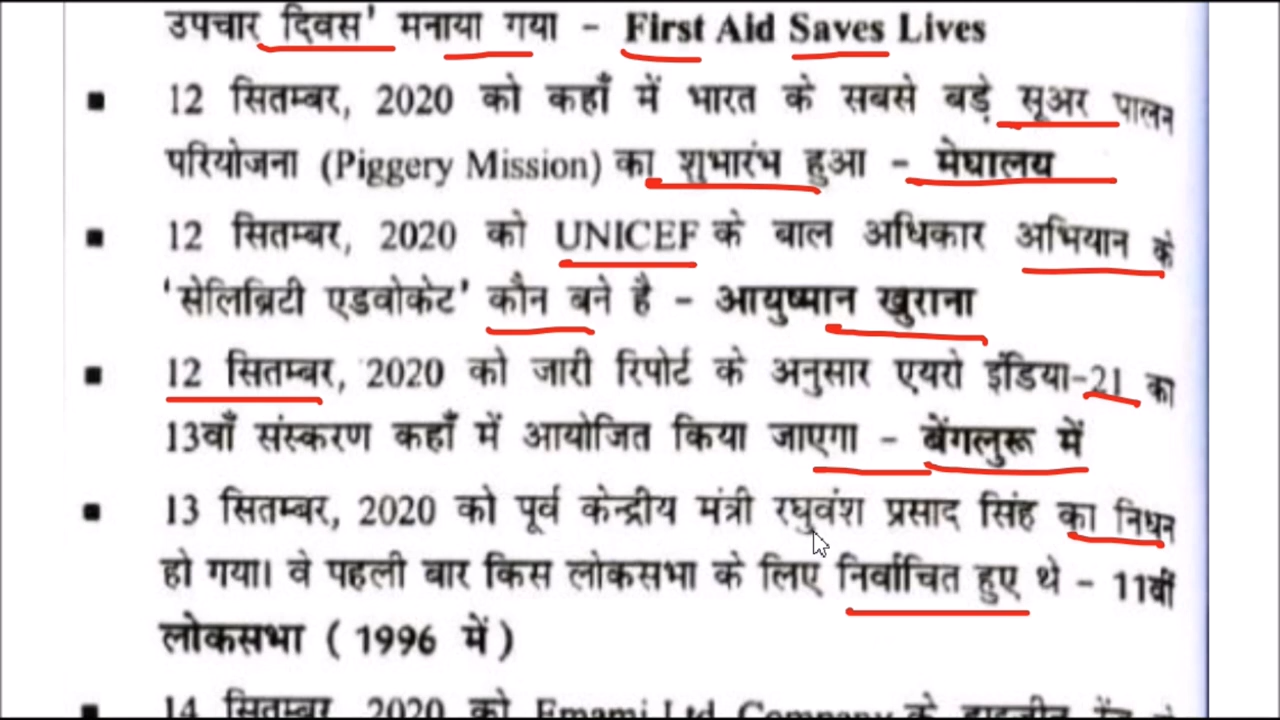 उपचार दिवस' मनाया गया - First Aid Saves Lives
▪ 12 सितम्बर, 2020 को कहाँ में भारत के सबसे बड़े सूअर पालन
परियोजना (Piggery Mission) का शुभारंभ हुआ - मेघालय
▪ 12 सितम्बर, 2020 को UNICEF के बाल अधिकार अभियान के
'सेलिब्रिटी एडवोकेट' कौन बने है - आयुष्मान खुराना
▪ 12 सितम्बर, 2020 को जारी रिपोर्ट के अनुसार एयरो इंडिया-21 का
13वाँ संस्करण कहाँ में आयोजित किया जाएगा - बेंगलुरू में
▪ 13 सितम्बर, 2020 को पूर्व केन्द्रीय मंत्री रघुवंश प्रसाद सिंह का निधन
हो गया। वे पहली बार किस लोकसभा के लिए निर्वाचित हुए थे - 11वीं
लोकसभा ( 1996 में )
▪ 14 सितम्बर, 2020 को Emami Ltd Company के